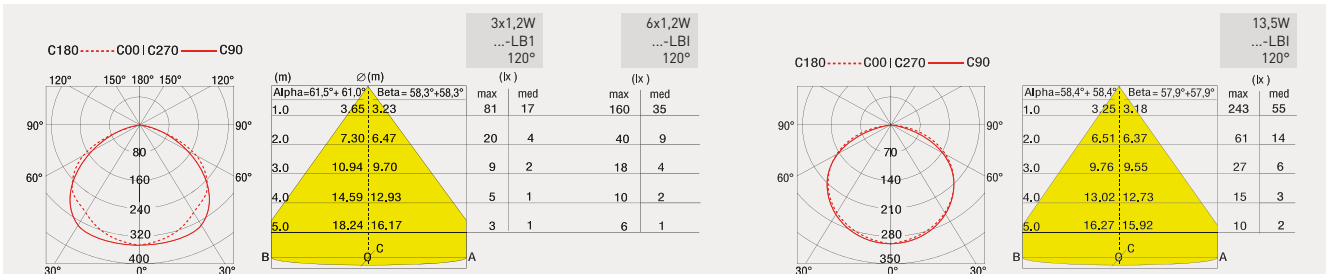 3x1,2W
...-LB1
120°
6x1,2W
...-LBI
120°
C180 C00 | C270 C90
120° 150° 180° 150° 120°
90° 90°
60° 60°
80
160
240
320
400
30° 0° 30°
(m) ∅(m) (lx) (lx)
Alpha=61,5°+ 61,0° Beta = 58,3°+58,3° max med max med
1.0 3.65 3.23 81 17 160 35
2.0 7.30 6.47 20 4 40 9
3.0 10.94 9.70 9 2 18 4
4.0 14.59 12.93 5 1 10 2
5.0 18.24 16.17 3 1 6 1
C
B O A
13,5W
...-LBI
120°
C180 C00 | C270 C90
90° 90°
60° 60°
70
140
210
280
350
30° 0° 30°
(lx)
Alpha=58,4°+ 58,4° Beta = 57,9°+57,9° max med
1.0 3.25 3.18 243 55
2.0 6.51 6.37 61 14
3.0 9.76 9.55 27 6
4.0 13.02 12.73 15 3
5.0 16.27 15.92 10 2
C
B O A